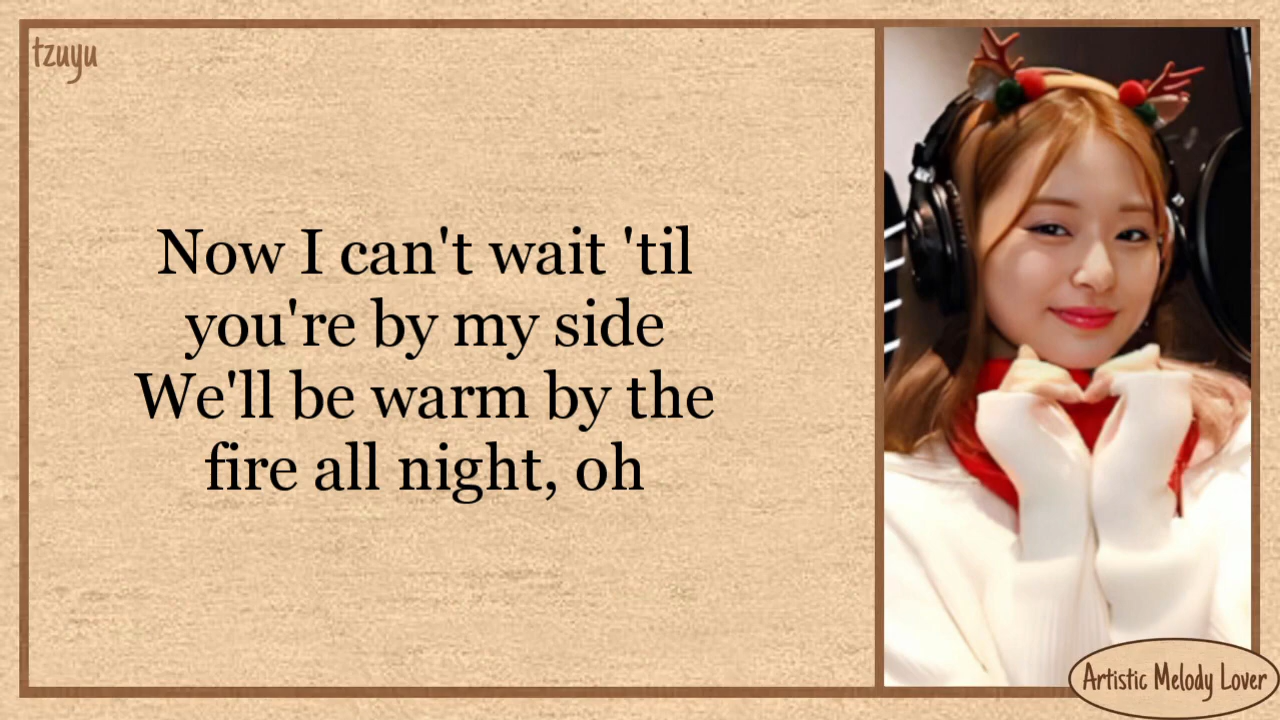 tzuyu
Now I can't wait 'til
you're by my side
We'll be warm by the
fire all night, oh
Artistic Melody Lover